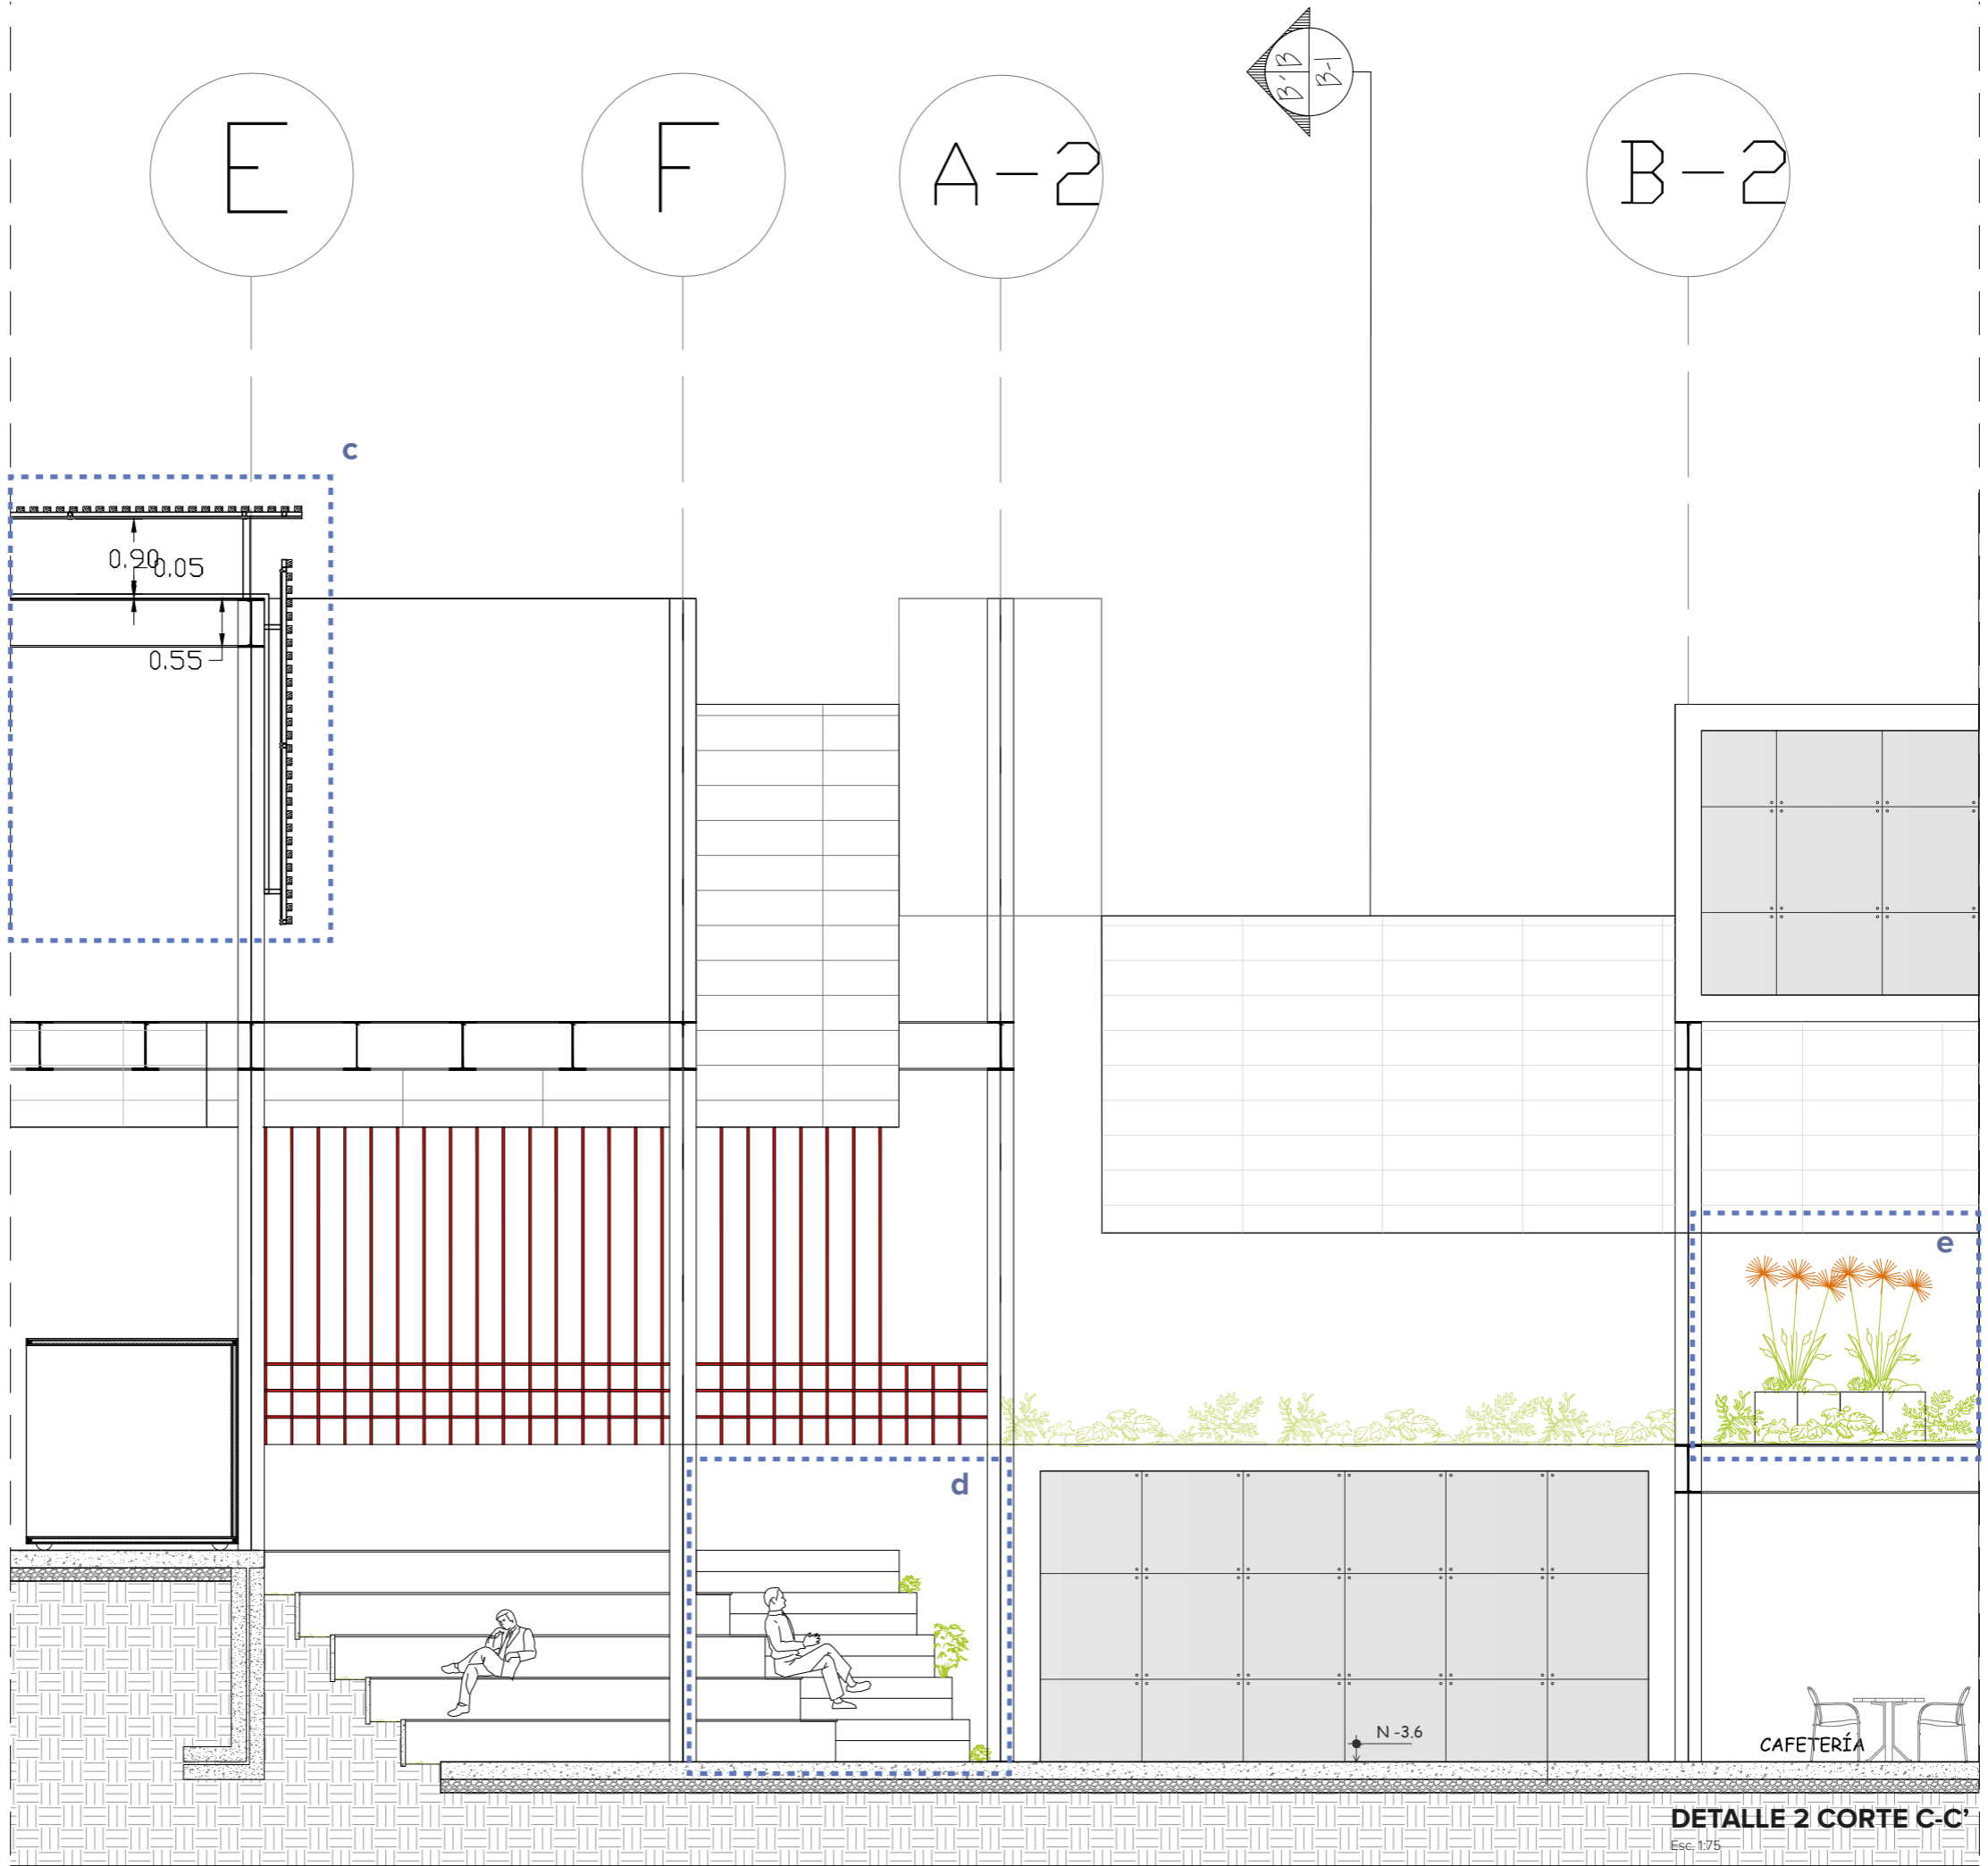 B'B
B-1
E
F
A-2
B-2
c
0.90
0.05
0.55
e
d
N -3.6
CAFETERÍA
DETALLE 2 CORTE C-C'
Esc. 1:75